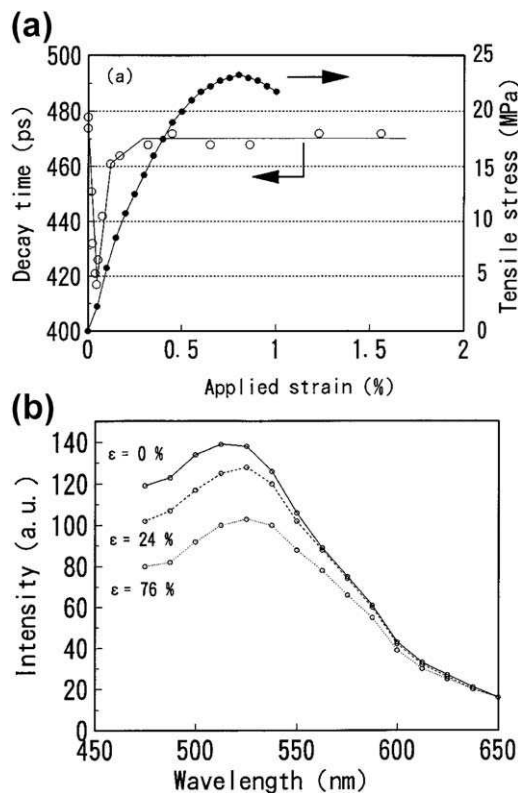 (a)
(a)
500
480
460
440
420
400
Decay time (ps)
25
20
15
10
5
0
Tensile stress (MPa)
0
0.5
1
1.5
2
Applied strain (%)
(b)
140
120
100
80
60
40
20
0
Intensity (a.u.)
ε = 0 %
ε = 24 %
ε = 76 %
450
500
550
600
650
Wavelength (nm)